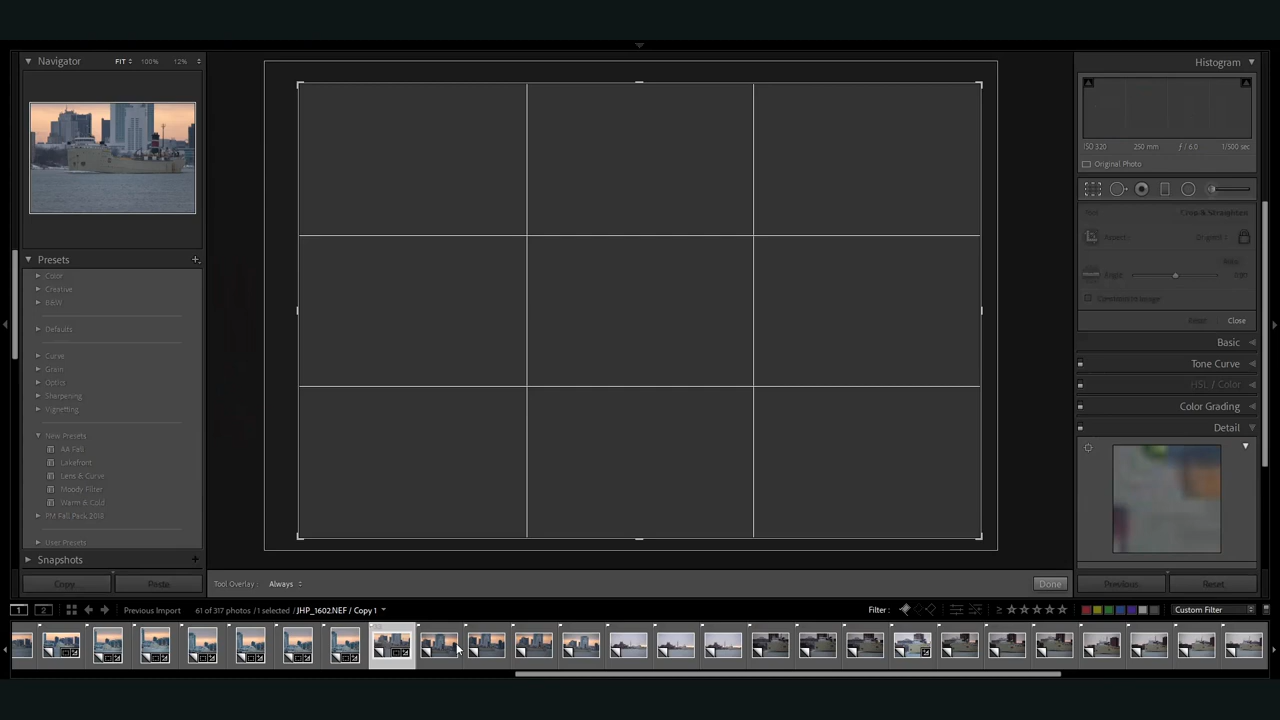 Navigator FIT 100% 12%
Histogram
ISO 320 250 mm ƒ / 6.0 1/500 sec
Original Photo
Crop & Straighten
Close
Presets
Color
Creative
B&W
Defaults
Curve
Grain
Optics
Sharpening
Vignetting
New Presets
AA Fall
Lakefront
Lens & Curve
Moody Filter
Warm & Cold
PM Fall Pack 2018
User Presets
Basic
Tone Curve
HSL / Color
Color Grading
Detail
Snapshots
Copy Paste
Tool Overlay : Always
Done
Previous Reset
1 2 Previous Import 61 of 317 photos / 1 selected / JHP_1602.NEF / Copy 1
Filter : Custom Filter